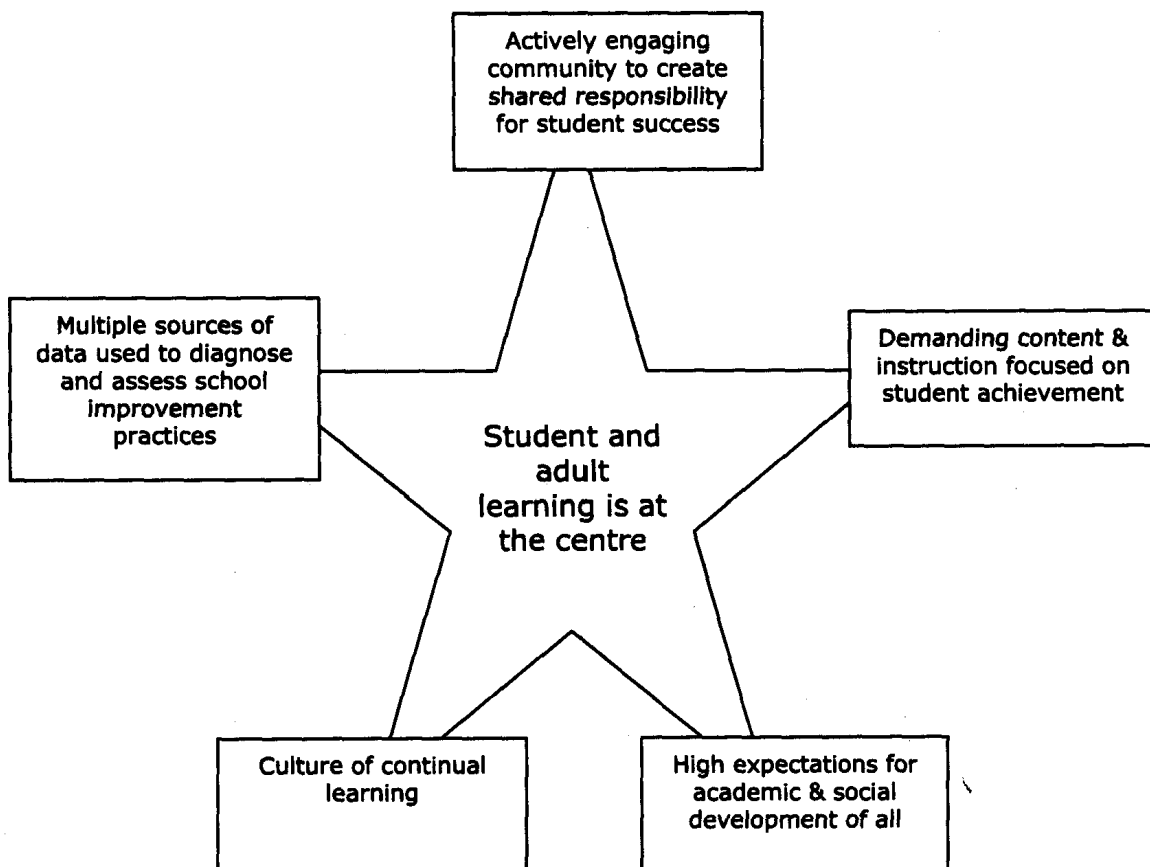 Actively engaging
community to create
shared responsibility
for student success
Multiple sources of
data used to diagnose
and assess school
improvement
practices
Demanding content &
instruction focused on
student achievement
Student and
adult
learning is at
the centre
Culture of continual
learning
High expectations for
academic & social
development of all